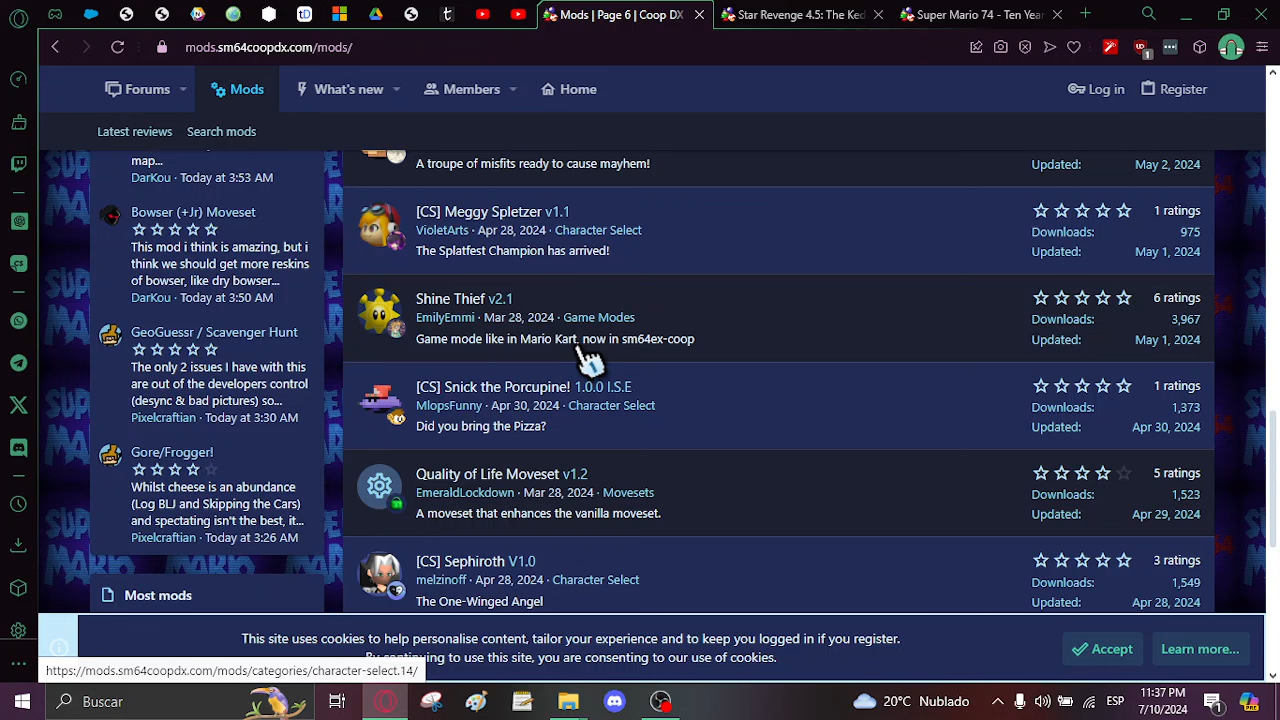 Mods | Page 6 | Coop DX
Star Revenge 4.5: The Ked
Super Mario 74 - Ten Year
mods.sm64coopdx.com/mods/
1
Forums
Mods
What's new
Members
Home
Log in
Register
Latest reviews
Search mods
map...
DarKou · Today at 3:53 AM
Bowser (+Jr) Moveset
This mod i think is amazing, but i
think we should get more reskins
of bowser, like dry bowser...
DarKou · Today at 3:50 AM
GeoGuessr / Scavenger Hunt
The only 2 issues I have with this
are out of the developers control
(desync & bad pictures) so...
Pixelcraftian · Today at 3:30 AM
Gore/Frogger!
Whilst cheese is an abundance
(Log BLJ and Skipping the Cars)
and spectating isn't the best, it...
Pixelcraftian · Today at 3:26 AM
Most mods
A troupe of misfits ready to cause mayhem!
Updated: May 2, 2024
[CS] Meggy Spletzer v1.1
VioletArts · Apr 28, 2024 · Character Select
The Splatfest Champion has arrived!
1 ratings
Downloads: 975
Updated: May 1, 2024
Shine Thief v2.1
EmilyEmmi · Mar 28, 2024 · Game Modes
Game mode like in Mario Kart, now in sm64ex-coop
6 ratings
Downloads: 3,967
Updated: May 1, 2024
[CS] Snick the Porcupine! 1.0.0 I.S.E
MlopsFunny · Apr 30, 2024 · Character Select
Did you bring the Pizza?
1 ratings
Downloads: 1,373
Updated: Apr 30, 2024
Quality of Life Moveset v1.2
EmeraldLockdown · Mar 28, 2024 · Movesets
A moveset that enhances the vanilla moveset.
5 ratings
Downloads: 1,523
Updated: Apr 29, 2024
[CS] Sephiroth V1.0
melzinoff · Apr 28, 2024 · Character Select
The One-Winged Angel
3 ratings
Downloads: 1,549
Updated: Apr 28, 2024
This site uses cookies to help personalise content, tailor your experience and to keep you logged in if you register.
By continuing to use this site, you are consenting to our use of cookies.
Accept
Learn more...
https://mods.sm64coopdx.com/mods/categories/character-select.14/
Buscar
20°C Nublado
ESP
11:37 PM
7/10/2024
1